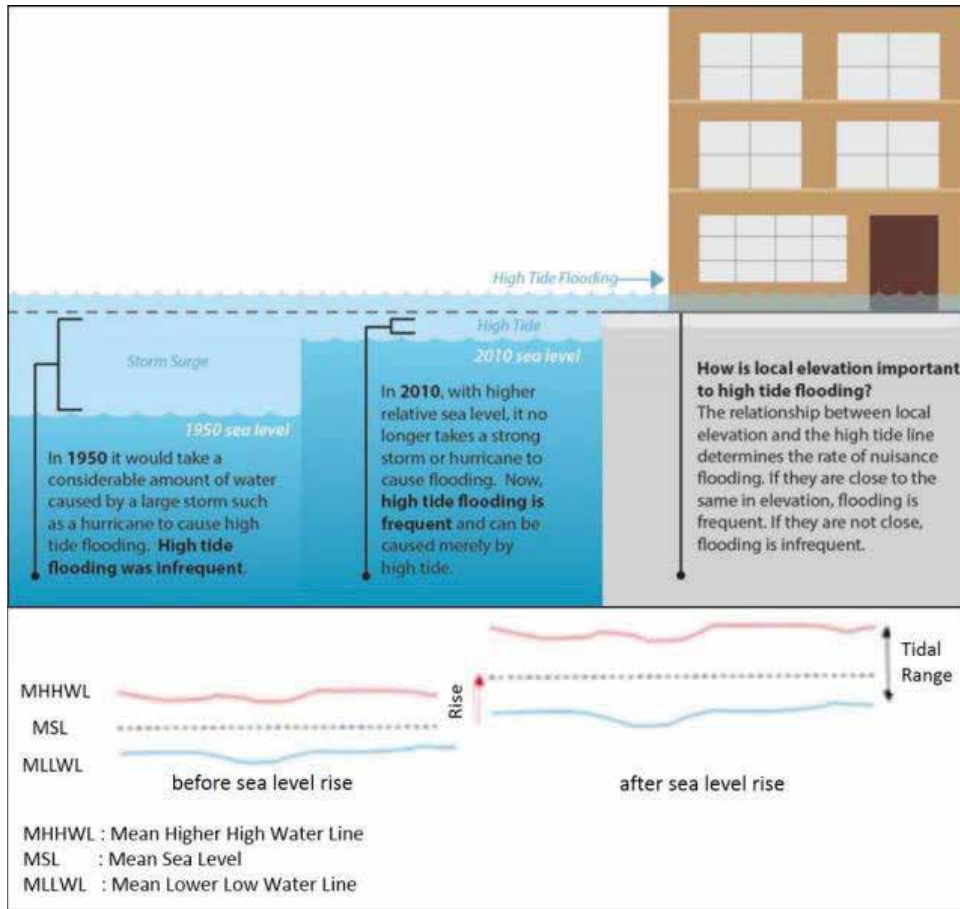 High Tide Flooding
Storm Surge
1950 sea level
In 1950 it would take a
considerable amount of water
caused by a large storm such
as a hurricane to cause high
tide flooding. High tide
flooding was infrequent.
High Tide
2010 sea level
In 2010, with higher
relative sea level, it no
longer takes a strong
storm or hurricane to
cause flooding. Now,
high tide flooding is
frequent and can be
caused merely by
high tide.
How is local elevation important
to high tide flooding?
The relationship between local
elevation and the high tide line
determines the rate of nuisance
flooding. If they are close to the
same in elevation, flooding is
frequent. If they are not close,
flooding is infrequent.
MHHWL
MSL
MLLWL
before sea level rise
Rise
Tidal
Range
after sea level rise
MHHWL : Mean Higher High Water Line
MSL : Mean Sea Level
MLLWL : Mean Lower Low Water Line